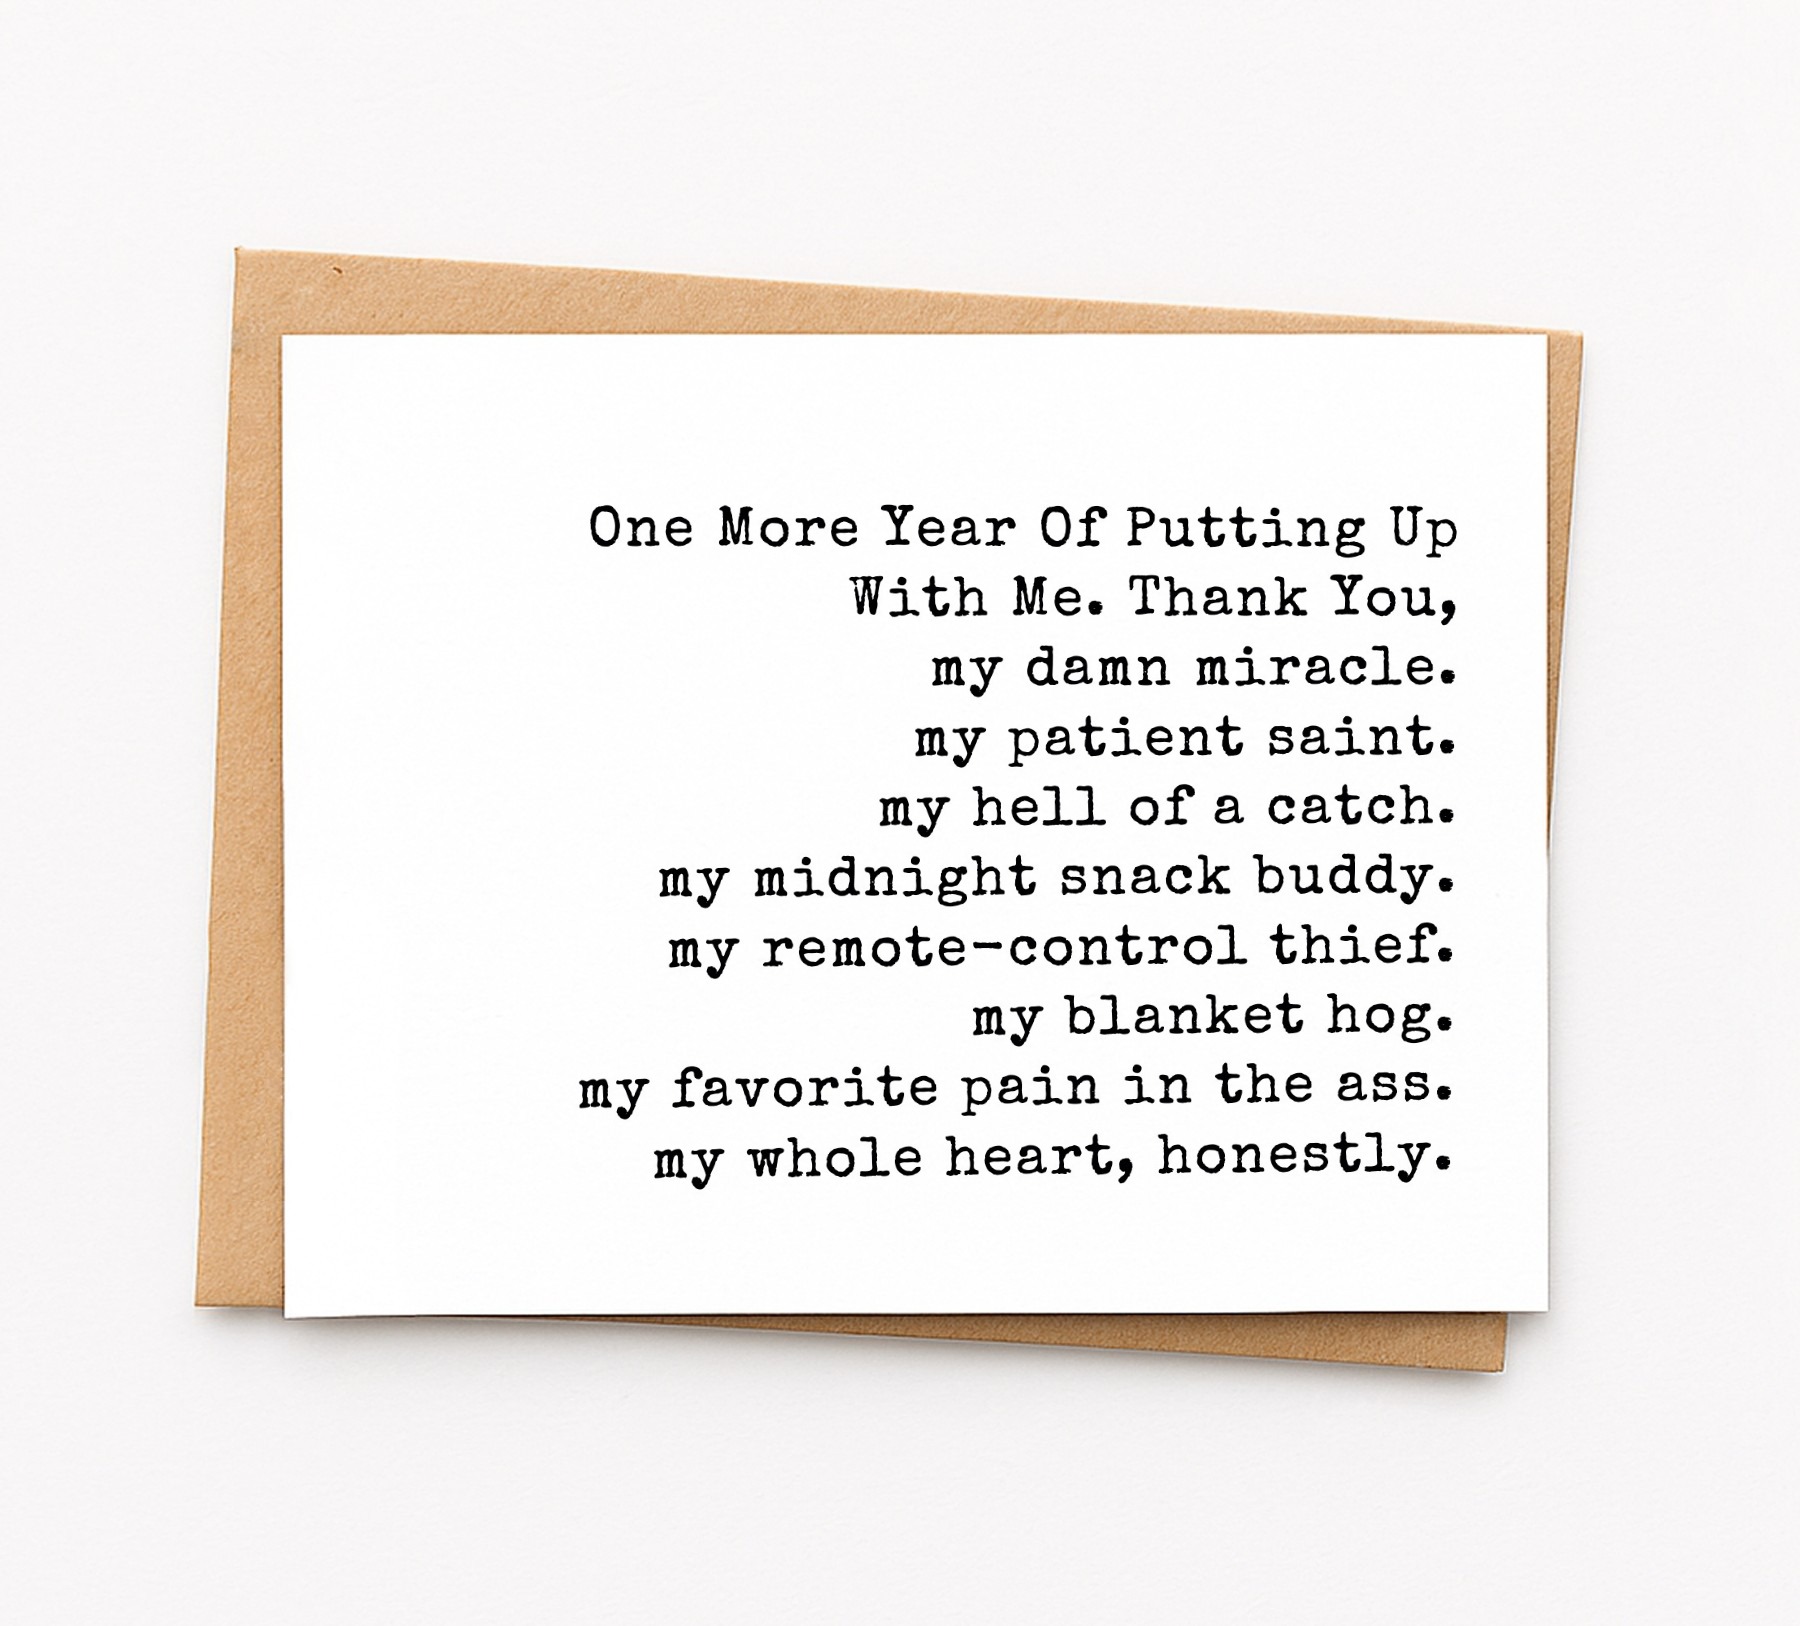 One More Year Of Putting Up
With Me. Thank You,
my damn miracle.
my patient saint.
my hell of a catch.
my midnight snack buddy.
my remote-control thief.
my blanket hog.
my favorite pain in the ass.
my whole heart, honestly.